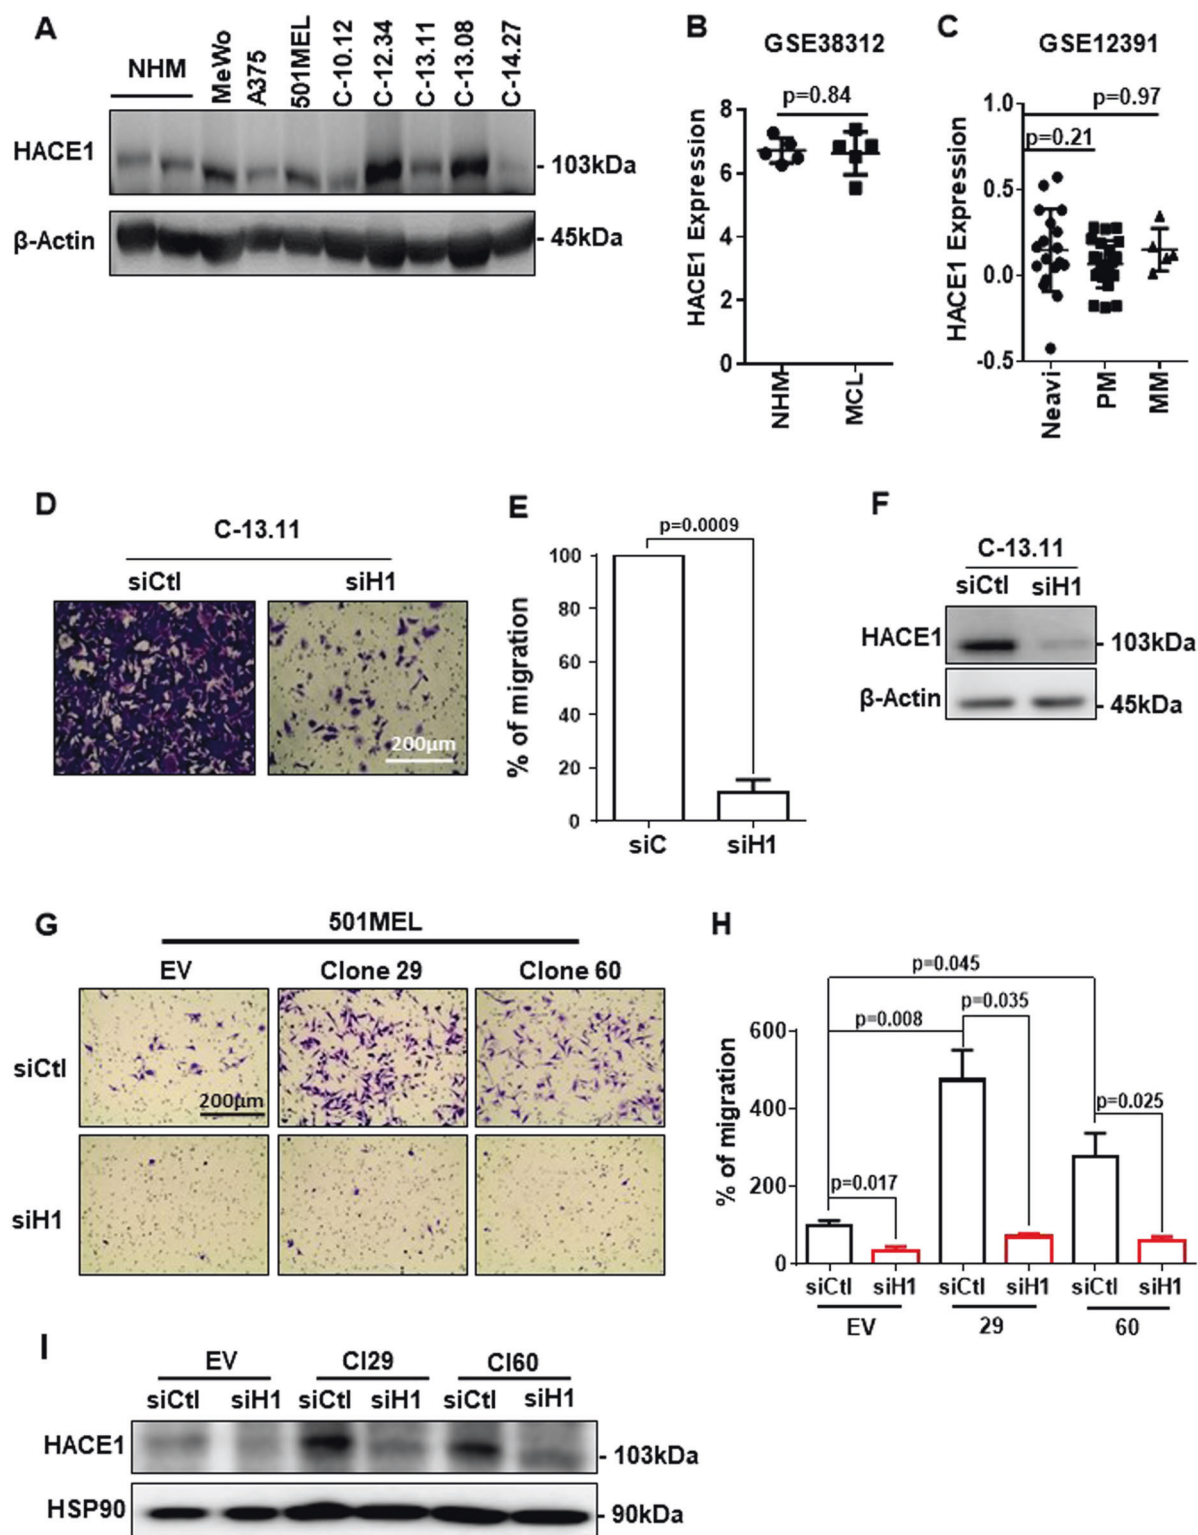 A
NHM
MeWo
A375
501MEL
C-10.12
C-12.34
C-13.11
C-13.08
C-14.27
HACE1
- 103kDa
β-Actin
- 45kDa
B
GSE38312
p=0.84
HACE1 Expression
8
6
4
2
0
NHM
MCL
C
GSE12391
p=0.97
p=0.21
HACE1 Expression
1.0
0.5
0.0
-0.5
Neavi
PM
MM
D
C-13.11
siCtl
siH1
200μm
E
p=0.0009
% of migration
100
80
60
40
20
0
siC
siH1
F
C-13.11
siCtl
siH1
HACE1
- 103kDa
β-Actin
- 45kDa
G
501MEL
EV
Clone 29
Clone 60
siCtl
200μm
siH1
H
p=0.045
p=0.035
p=0.008
p=0.025
p=0.017
% of migration
600
400
200
0
siCtl siH1 siCtl siH1 siCtl siH1
EV
29
60
I
EV
Cl29
Cl60
siCtl siH1 siCtl siH1 siCtl siH1
HACE1
- 103kDa
HSP90
- 90kDa